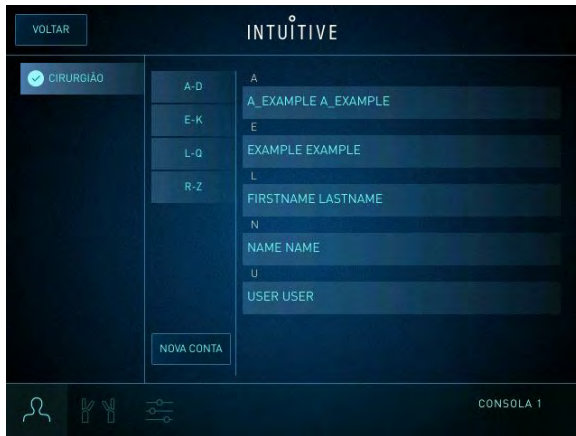 VOLTAR
INTUITIVE
CIRURGIÃO
A-D
E-K
L-Q
R-Z
NOVA CONTA
A
A_EXAMPLE A_EXAMPLE
E
EXAMPLE EXAMPLE
L
FIRSTNAME LASTNAME
N
NAME NAME
U
USER USER
CONSOLA 1